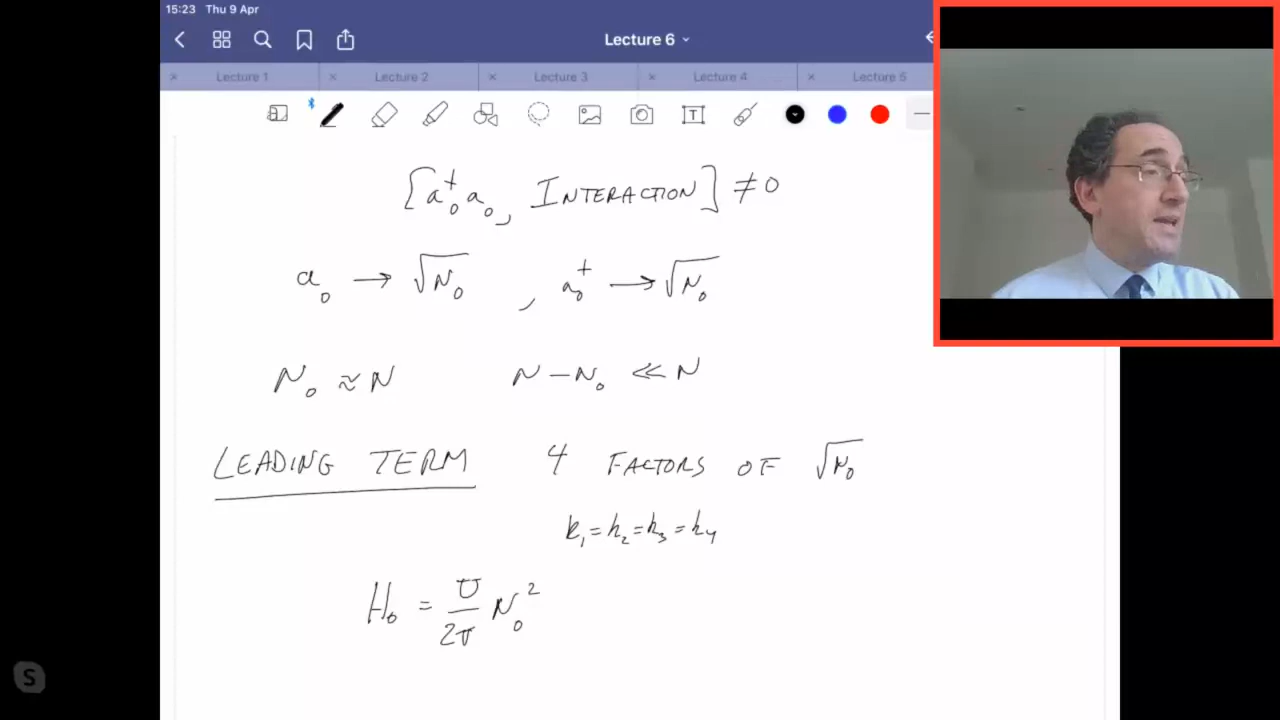 15:23 Thu 9 Apr
Lecture 6
Lecture 1 Lecture 2 Lecture 3 Lecture 4 Lecture 5
T
[a₀⁺a₀, INTERACTION] ≠ 0
a₀ → √N₀ , a₀⁺ → √N₀
N₀ ≈ N N − N₀ ≪ N
LEADING TERM 4 FACTORS OF √N₀
k₁ = k₂ = k₃ = k₄
H₀ = U/2V N₀²
S